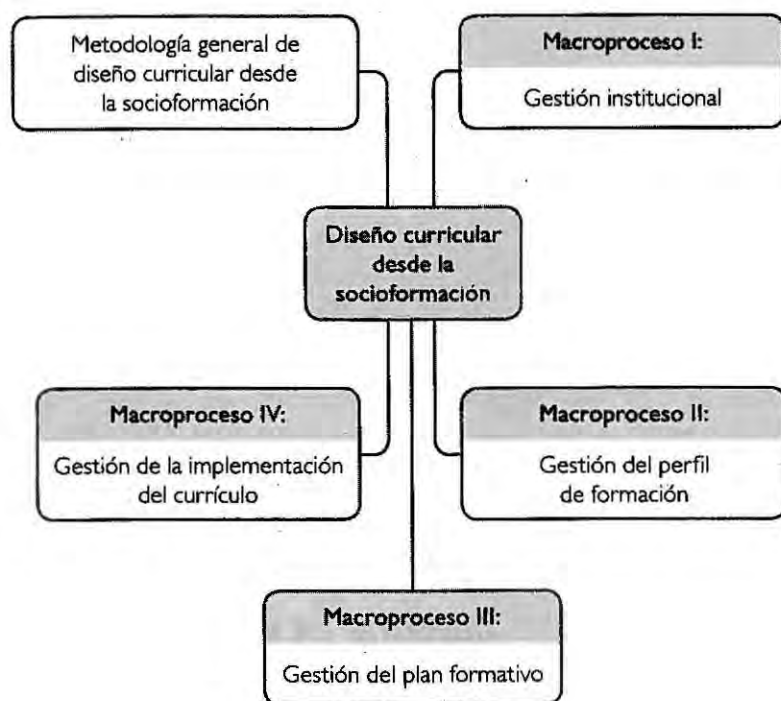 Metodología general de
diseño curricular desde
la socioformación
Macroproceso I:
Gestión institucional
Diseño curricular
desde la
socioformación
Macroproceso IV:
Gestión de la implementación
del currículo
Macroproceso II:
Gestión del perfil
de formación
Macroproceso III:
Gestión del plan formativo